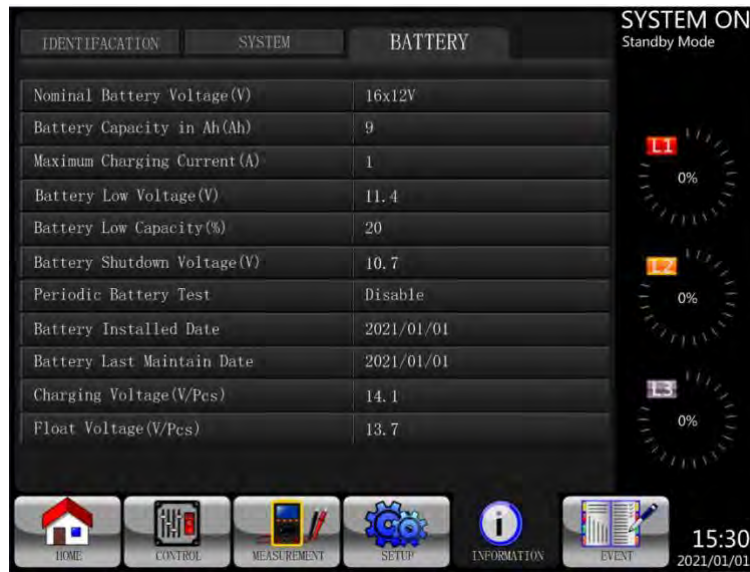 IDENTIFACATION SYSTEM BATTERY
SYSTEM ON
Standby Mode
Nominal Battery Voltage(V) 16x12V
Battery Capacity in Ah(Ah) 9
Maximum Charging Current(A) 1
Battery Low Voltage(V) 11.4
Battery Low Capacity(%) 20
Battery Shutdown Voltage(V) 10.7
Periodic Battery Test Disable
Battery Installed Date 2021/01/01
Battery Last Maintain Date 2021/01/01
Charging Voltage(V/Pcs) 14.1
Float Voltage(V/Pcs) 13.7
L1
0%
L2
0%
L3
0%
HOME CONTROL MEASUREMENT SETUP INFORMATION EVENT
15:30
2021/01/01